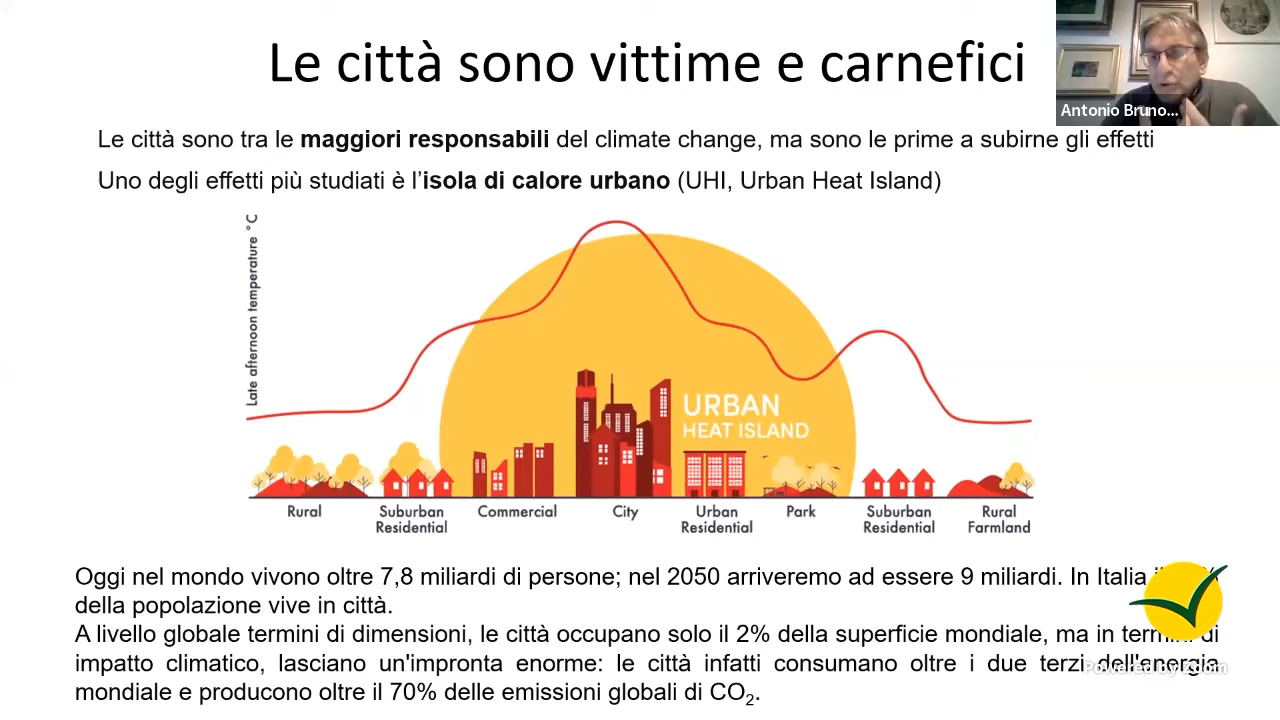 Le città sono vittime e carnefici
Antonio Bruno...
Le città sono tra le maggiori responsabili del climate change, ma sono le prime a subirne gli effetti
Uno degli effetti più studiati è l'isola di calore urbano (UHI, Urban Heat Island)
Late afternoon temperature °C
URBAN
HEAT ISLAND
Rural
Suburban
Residential
Commercial
City
Urban
Residential
Park
Suburban
Residential
Rural
Farmland
Oggi nel mondo vivono oltre 7,8 miliardi di persone; nel 2050 arriveremo ad essere 9 miliardi. In Italia
della popolazione vive in città.
A livello globale termini di dimensioni, le città occupano solo il 2% della superficie mondiale, ma in termini di
impatto climatico, lasciano un'impronta enorme: le città infatti consumano oltre i due terzi dell'energia
mondiale e producono oltre il 70% delle emissioni globali di CO2.
Powered by Zoom